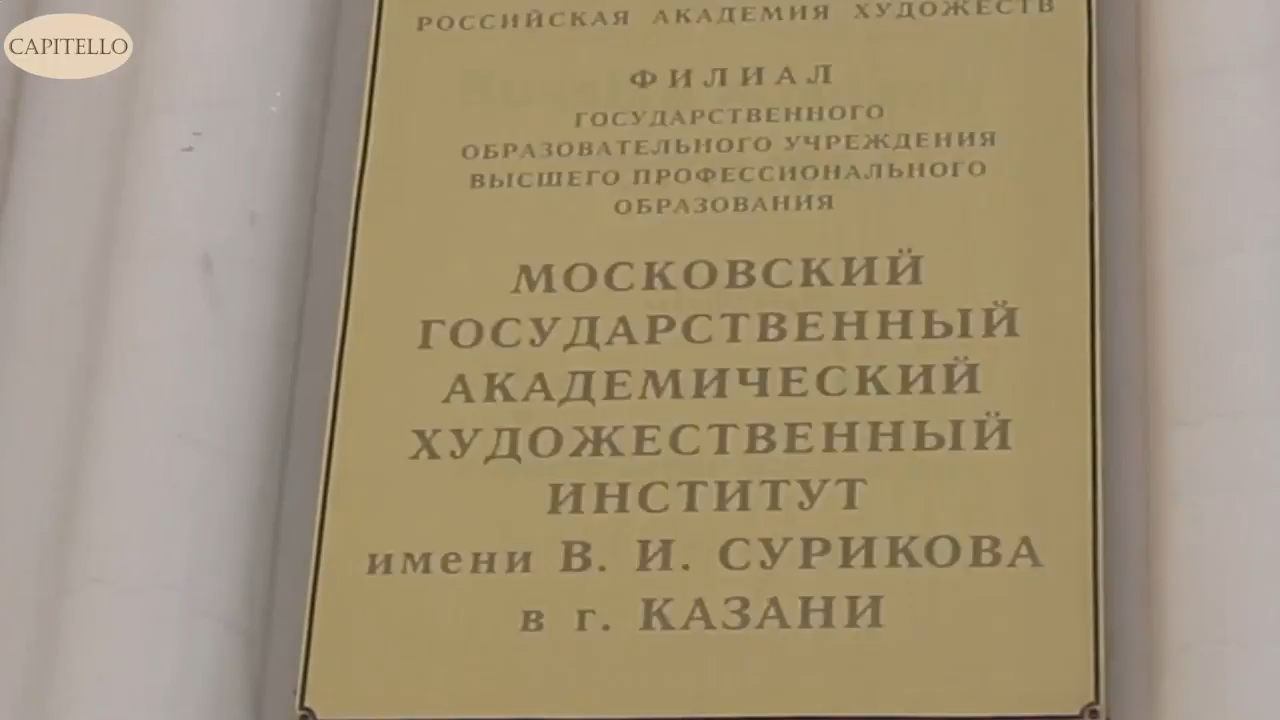 CAPITELLO
РОССИЙСКАЯ АКАДЕМИЯ ХУДОЖЕСТВ
ФИЛИАЛ
ГОСУДАРСТВЕННОГО
ОБРАЗОВАТЕЛЬНОГО УЧРЕЖДЕНИЯ
ВЫСШЕГО ПРОФЕССИОНАЛЬНОГО
ОБРАЗОВАНИЯ
МОСКОВСКИЙ
ГОСУДАРСТВЕННЫЙ
АКАДЕМИЧЕСКИЙ
ХУДОЖЕСТВЕННЫЙ
ИНСТИТУТ
имени В. И. СУРИКОВА
в г. КАЗАНИ